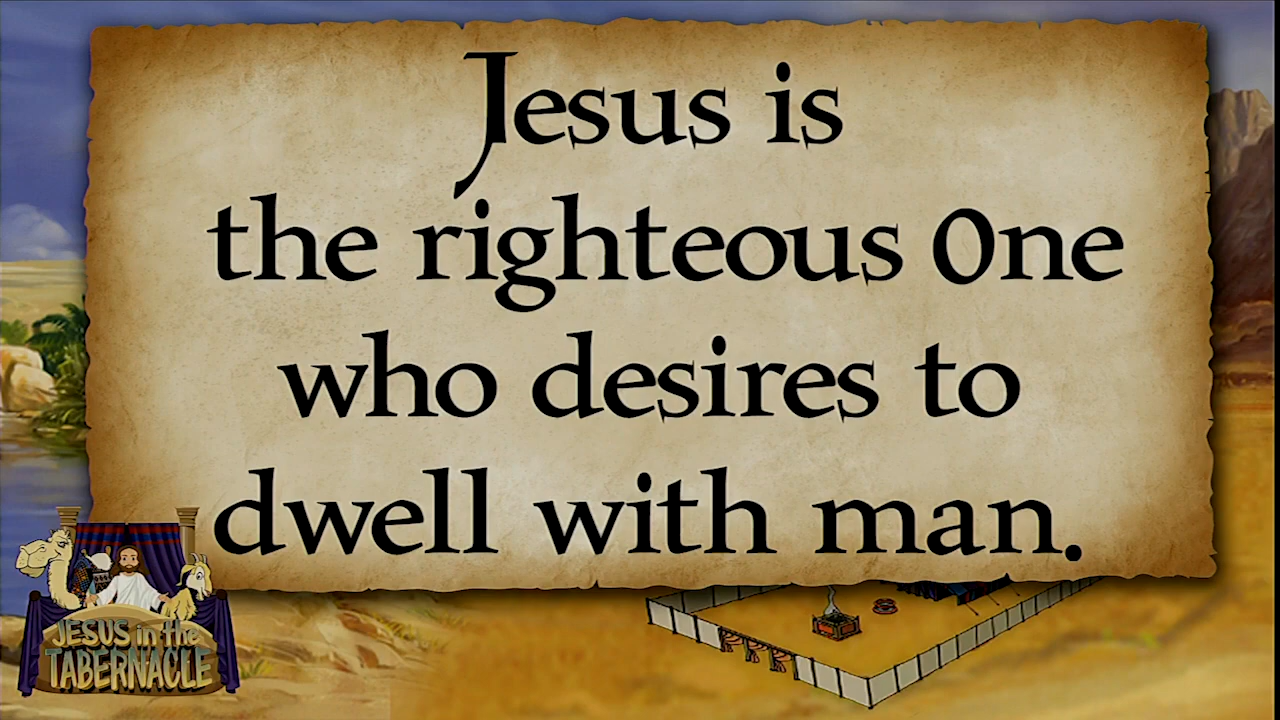 Jesus is
the righteous One
who desires to
dwell with man.
JESUS in the
TABERNACLE